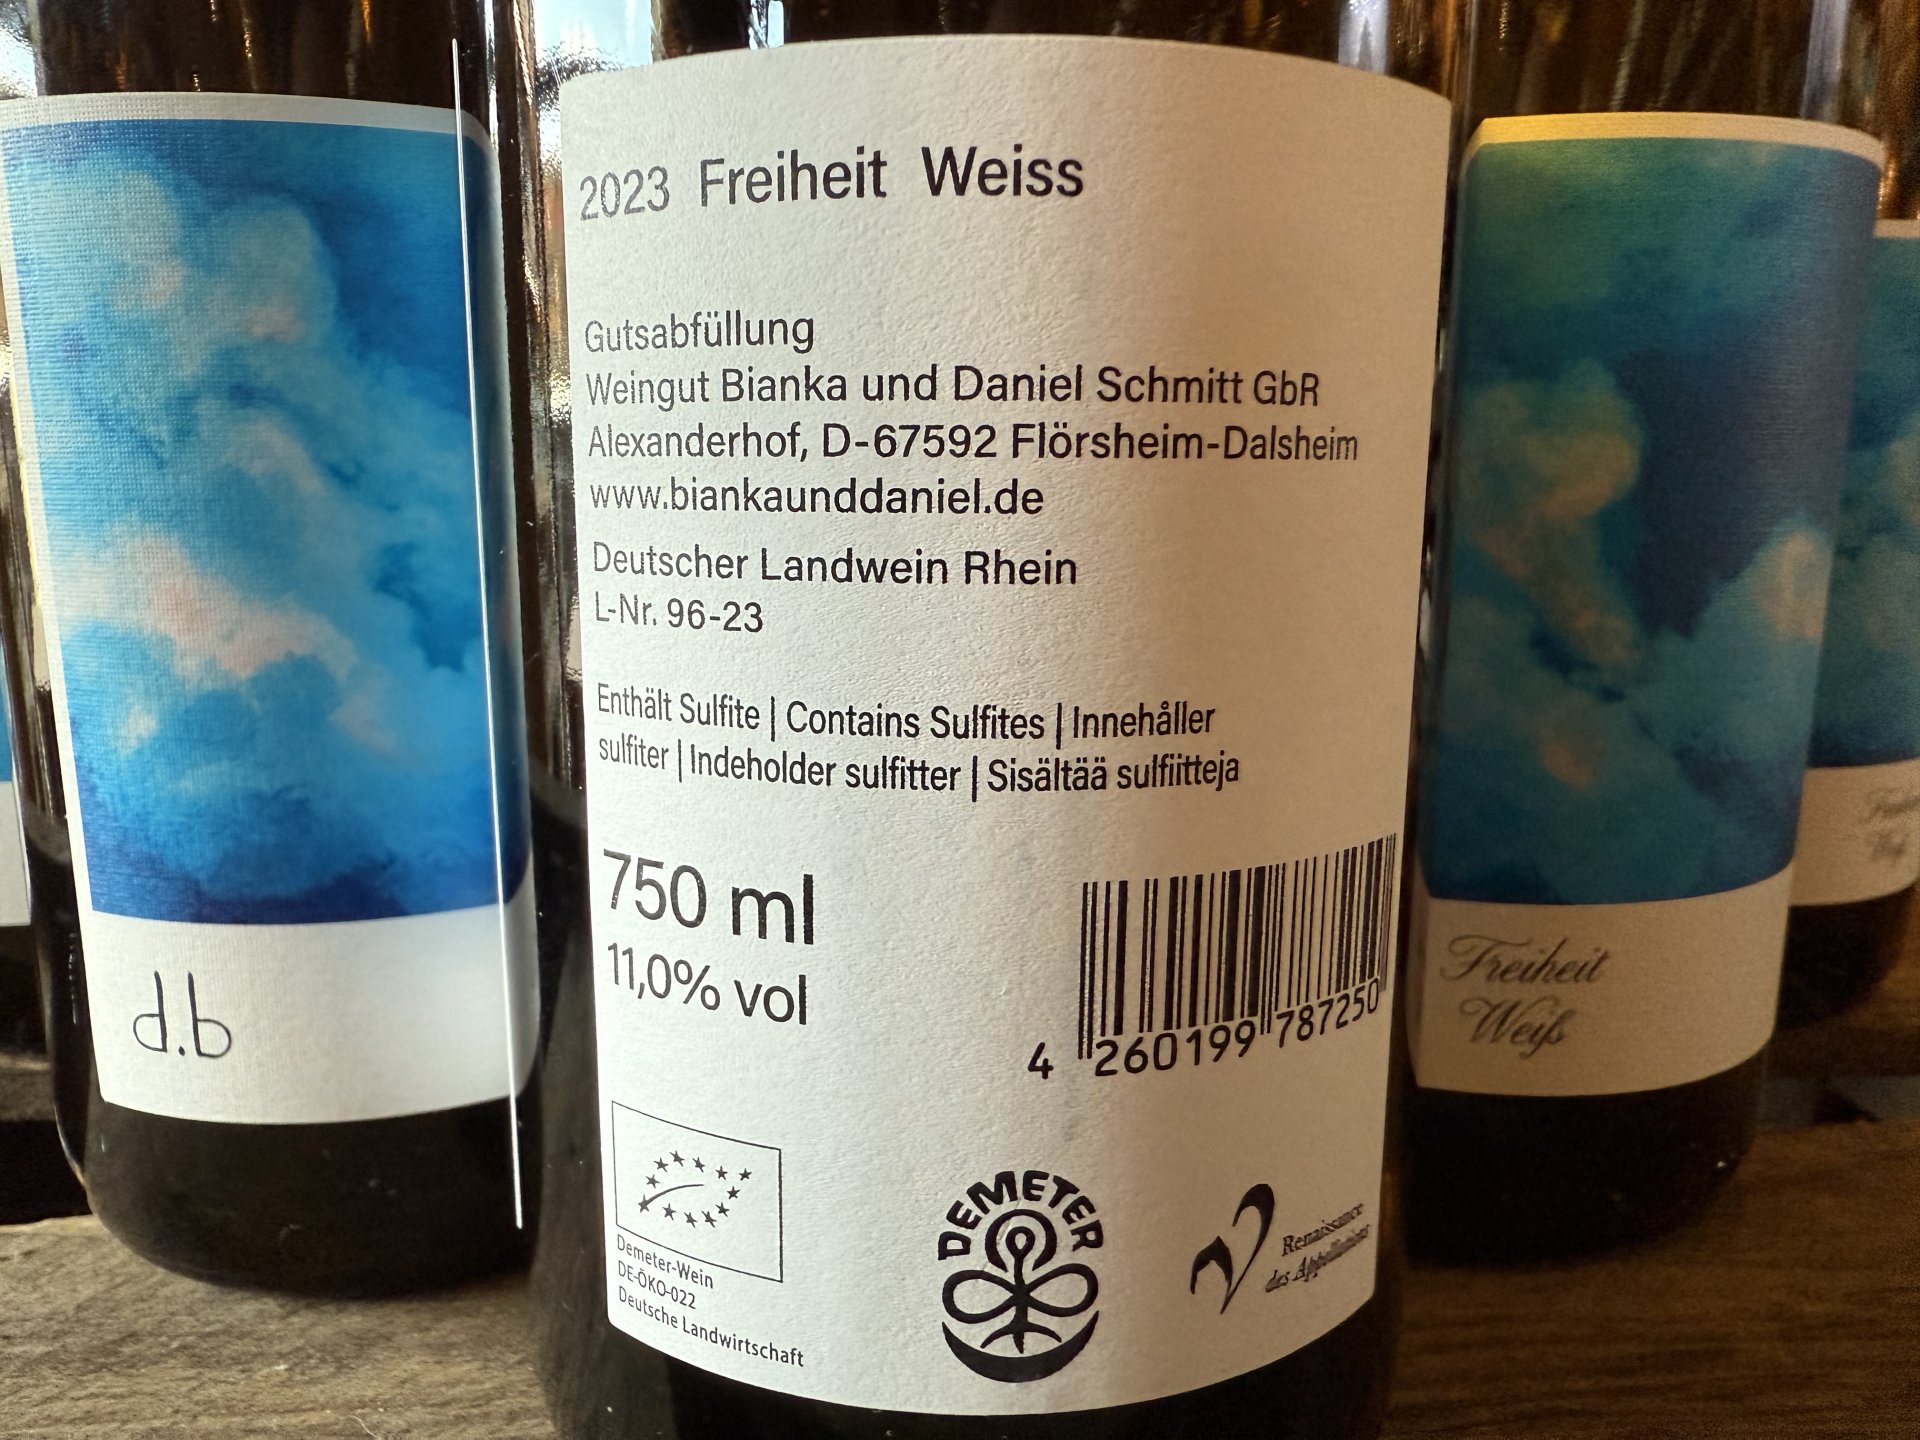 2023 Freiheit Weiss
Gutsabfüllung
Weingut Bianka und Daniel Schmitt GbR
Alexanderhof, D-67592 Flörsheim-Dalsheim
www.biankaunddaniel.de
Deutscher Landwein Rhein
L-Nr. 96-23
Enthält Sulfite | Contains Sulfites | Innehåller
sulfiter | Indeholder sulfitter | Sisältää sulfiitteja
750 ml
11,0% vol
4 260199 787250
Demeter-Wein
DE-ÖKO-022
Deutsche Landwirtschaft
DEMETER
Renaissance
des Appellations
d.b
Freiheit
Weiß